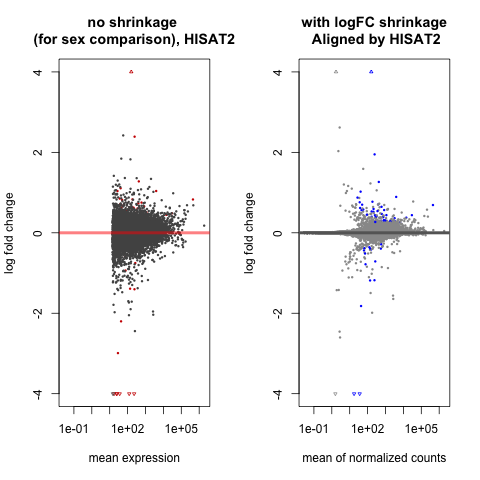 no shrinkage
(for sex comparison), HISAT2
log fold change
4
2
0
-2
-4
1e-01
1e+02
1e+05
mean expression
with logFC shrinkage
Aligned by HISAT2
log fold change
4
2
0
-2
-4
1e-01
1e+02
1e+05
mean of normalized counts